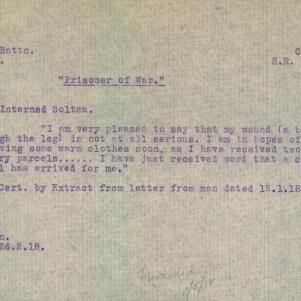 Battn.
C
E.R.
"Prisoner of War."
Interned Soltau.
"I am very pleased to say that my wound (a t
gh the leg) is not at all serious. I am in hopes of
ving some warm clothes soon, as I have received two
ry parcels...... I have just received word that a c
l has arrived for me."
Cert. by Extract from letter from man dated 15.1.18
n.
26.2.18.